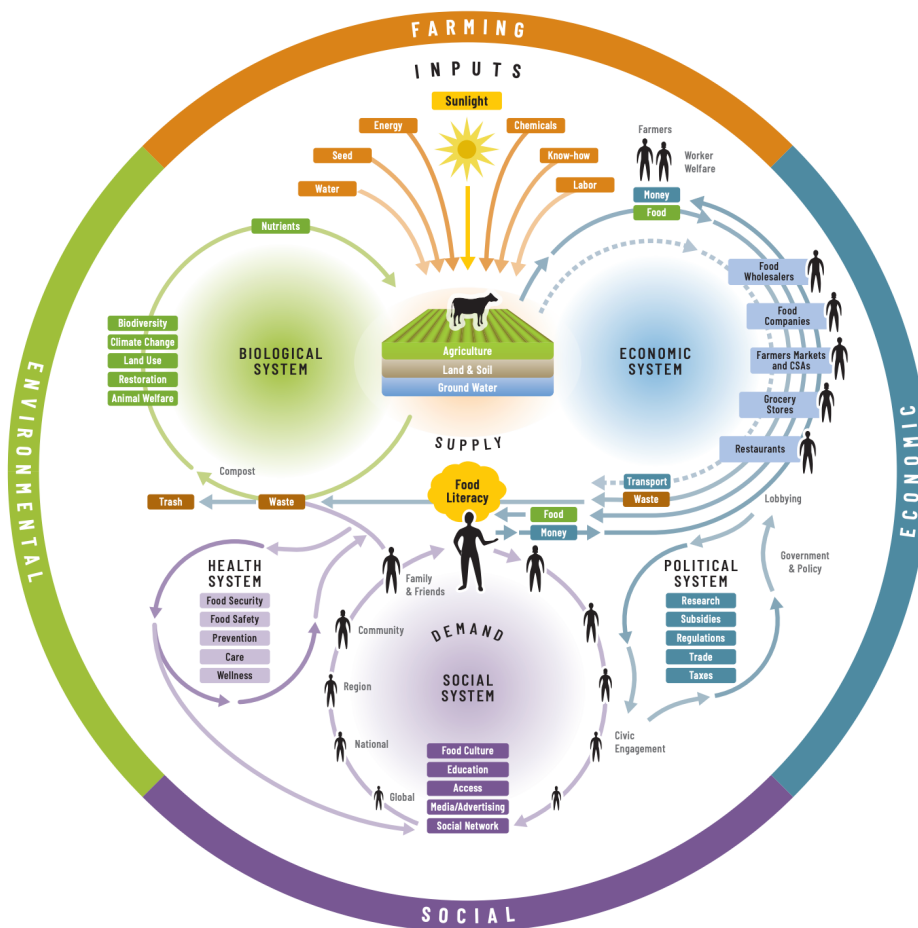 FARMING
INPUTS
Sunlight
Energy
Chemicals
Seed
Know-how
Water
Labor
Farmers
Worker
Welfare
Money
Food
Nutrients
Food
Wholesalers
Food
Companies
Farmers Markets
and CSAs
Grocery
Stores
Restaurants
Biodiversity
Climate Change
Land Use
Restoration
Animal Welfare
BIOLOGICAL
SYSTEM
Agriculture
Land & Soil
Ground Water
ECONOMIC
SYSTEM
ENVIRONMENTAL
ECONOMIC
SUPPLY
Compost
Trash
Waste
Food
Literacy
Transport
Waste
Food
Money
Lobbying
Government
& Policy
HEALTH
SYSTEM
Food Security
Food Safety
Prevention
Care
Wellness
Family
& Friends
Community
Region
National
Global
DEMAND
SOCIAL
SYSTEM
Food Culture
Education
Access
Media/Advertising
Social Network
POLITICAL
SYSTEM
Research
Subsidies
Regulations
Trade
Taxes
Civic
Engagement
SOCIAL